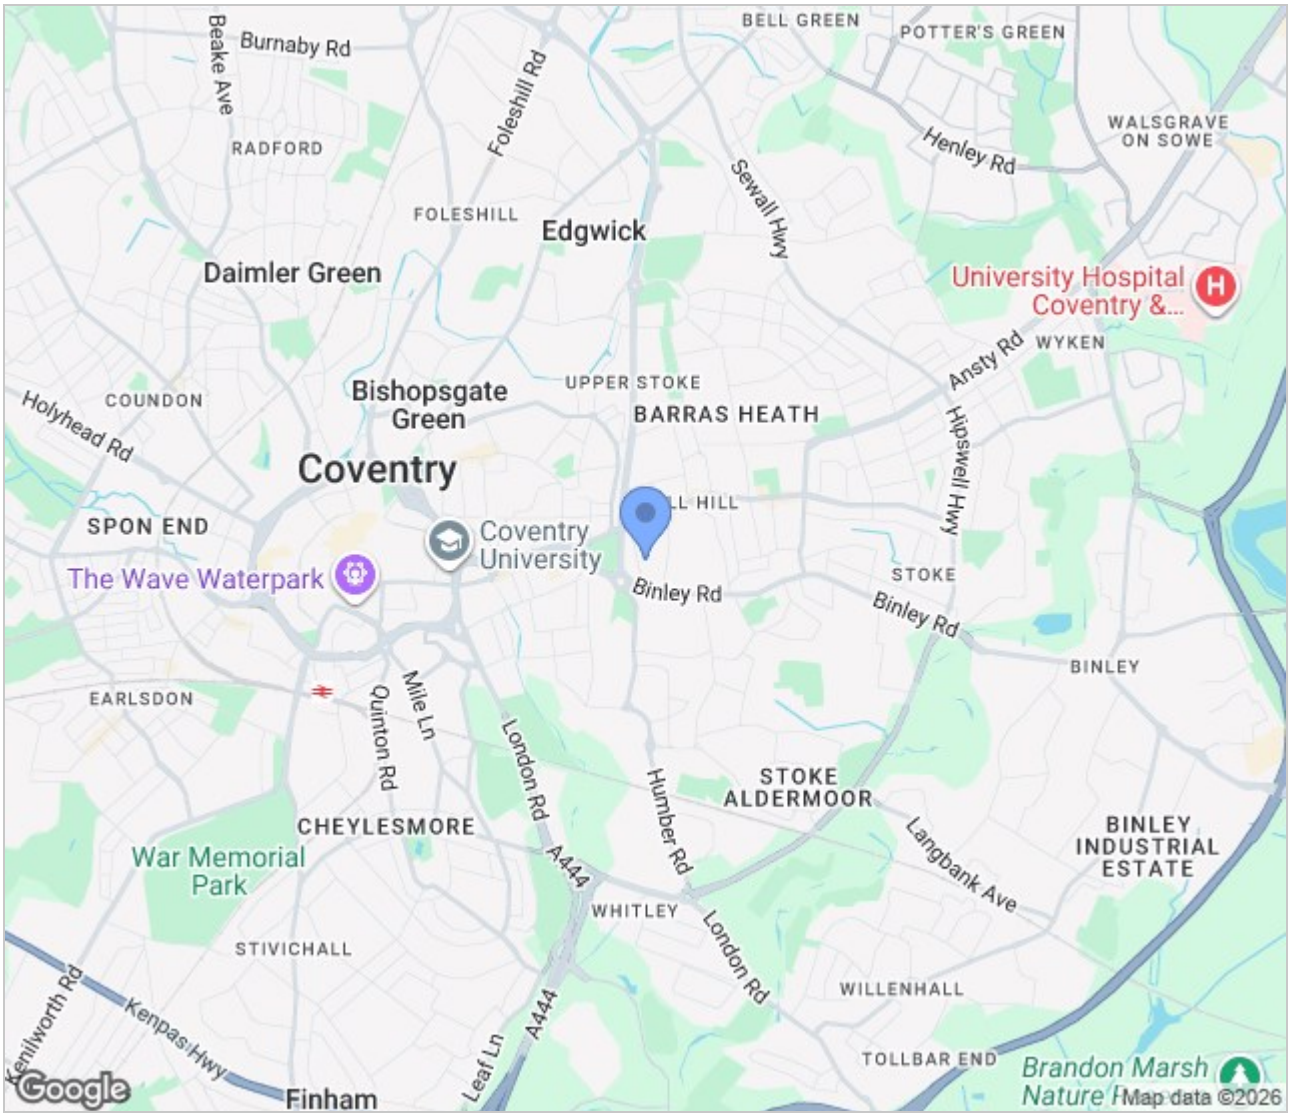 BELL GREEN
POTTER'S GREEN
Burnaby Rd
Beake Ave
Foleshill Rd
WALSGRAVE
ON SOWE
Henley Rd
RADFORD
Sewall Hwy
FOLESHILL
Edgwick
Daimler Green
University Hospital
Coventry &...
H
Ansty Rd
WYKEN
UPPER STOKE
Bishopsgate
Green
COUNDON
Holyhead Rd
BARRAS HEATH
Hipswell Hwy
Coventry
LL HILL
SPON END
Coventry
University
The Wave Waterpark
STOKE
Binley Rd
Binley Rd
BINLEY
EARLSDON
Mile Ln
Quinton Rd
London Rd
Humber Rd
STOKE
ALDERMOOR
CHEYLESMORE
BINLEY
INDUSTRIAL
ESTATE
Langbank Ave
War Memorial
Park
A444
WHITLEY
London Rd
STIVICHALL
WILLENHALL
Kenilworth Rd
Kenpas Hwy
A444
Leaf Ln
TOLLBAR END
Brandon Marsh
Nature
Google
Finham
Map data ©2026